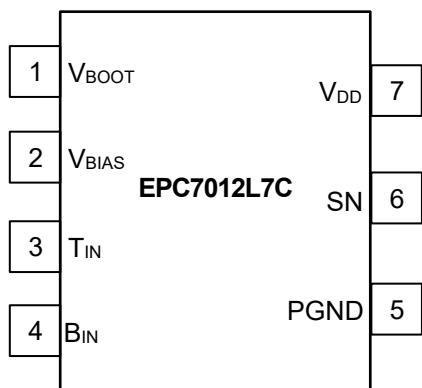 1 VBOOT
VDD 7
2 VBIAS
EPC7012L7C
SN 6
3 TIN
PGND 5
4 BIN